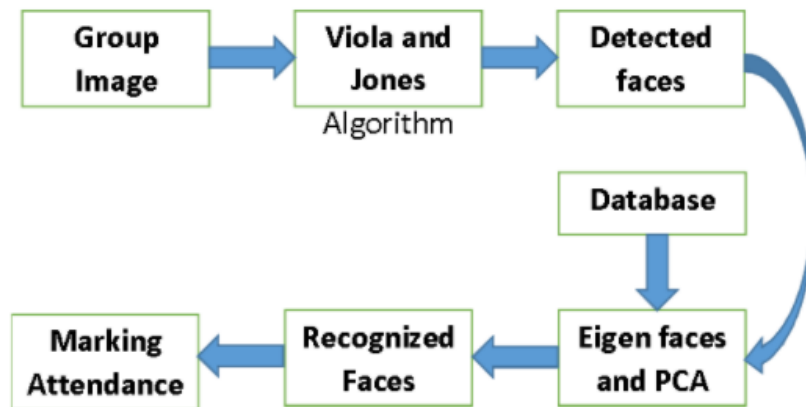 Group
Image
Viola and
Jones
Algorithm
Detected
faces
Database
Eigen faces
and PCA
Recognized
Faces
Marking
Attendance